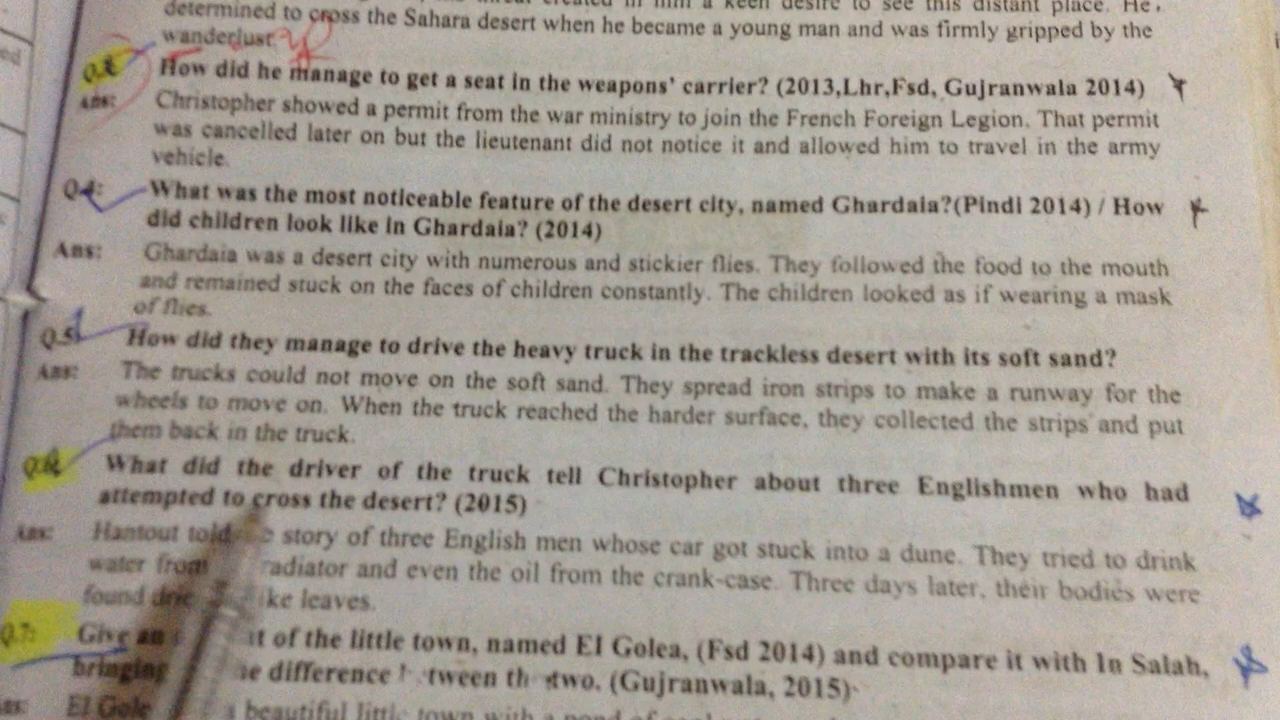 determined to cross the Sahara desert when he became a young man and was firmly gripped by the
wanderlust.
How did he manage to get a seat in the weapons' carrier? (2013,Lhr,Fsd, Gujranwala 2014)
Ans: Christopher showed a permit from the war ministry to join the French Foreign Legion. That permit
was cancelled later on but the lieutenant did not notice it and allowed him to travel in the army
vehicle.
Q4: What was the most noticeable feature of the desert city, named Ghardaia?(Pindi 2014) / How
did children look like in Ghardaia? (2014)
Ans: Ghardaia was a desert city with numerous and stickier flies. They followed the food to the mouth
and remained stuck on the faces of children constantly. The children looked as if wearing a mask
of flies.
Q.5 How did they manage to drive the heavy truck in the trackless desert with its soft sand?
Ans: The trucks could not move on the soft sand. They spread iron strips to make a runway for the
wheels to move on. When the truck reached the harder surface, they collected the strips and put
them back in the truck.
What did the driver of the truck tell Christopher about three Englishmen who had
attempted to cross the desert? (2015)
Ans: Hantout told story of three English men whose car got stuck into a dune. They tried to drink
water from radiator and even the oil from the crank-case. Three days later, their bodies were
found like leaves.
Q.7: Give an of the little town, named El Golea, (Fsd 2014) and compare it with In Salah,
bringing difference the two. (Gujranwala, 2015)
Ans: beautiful little town with a pond of